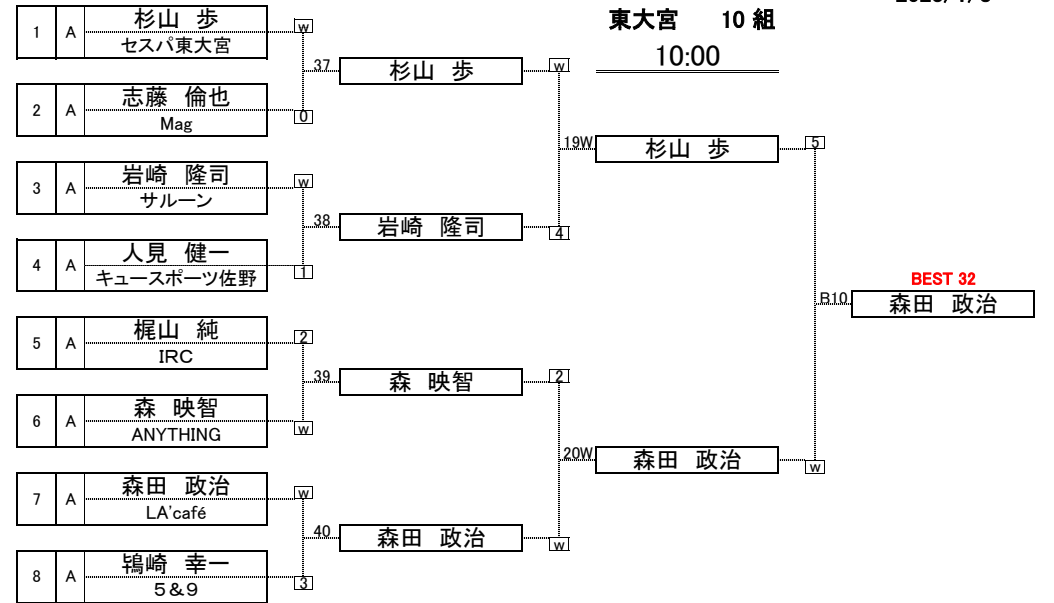 東大宮 10 組
10:00
1 A 杉山 歩 w
セスパ東大宮
37 杉山 歩 w
2 A 志藤 倫也 0
Mag
19W 杉山 歩 5
3 A 岩崎 隆司 w
サルーン
38 岩崎 隆司 4
4 A 人見 健一 1
キュースポーツ佐野
BEST 32
B10 森田 政治
5 A 梶山 純 2
IRC
39 森 映智 2
6 A 森 映智 w
ANYTHING
20W 森田 政治 w
7 A 森田 政治 w
LA'café
40 森田 政治 w
8 A 鴇崎 幸一 3
5&9